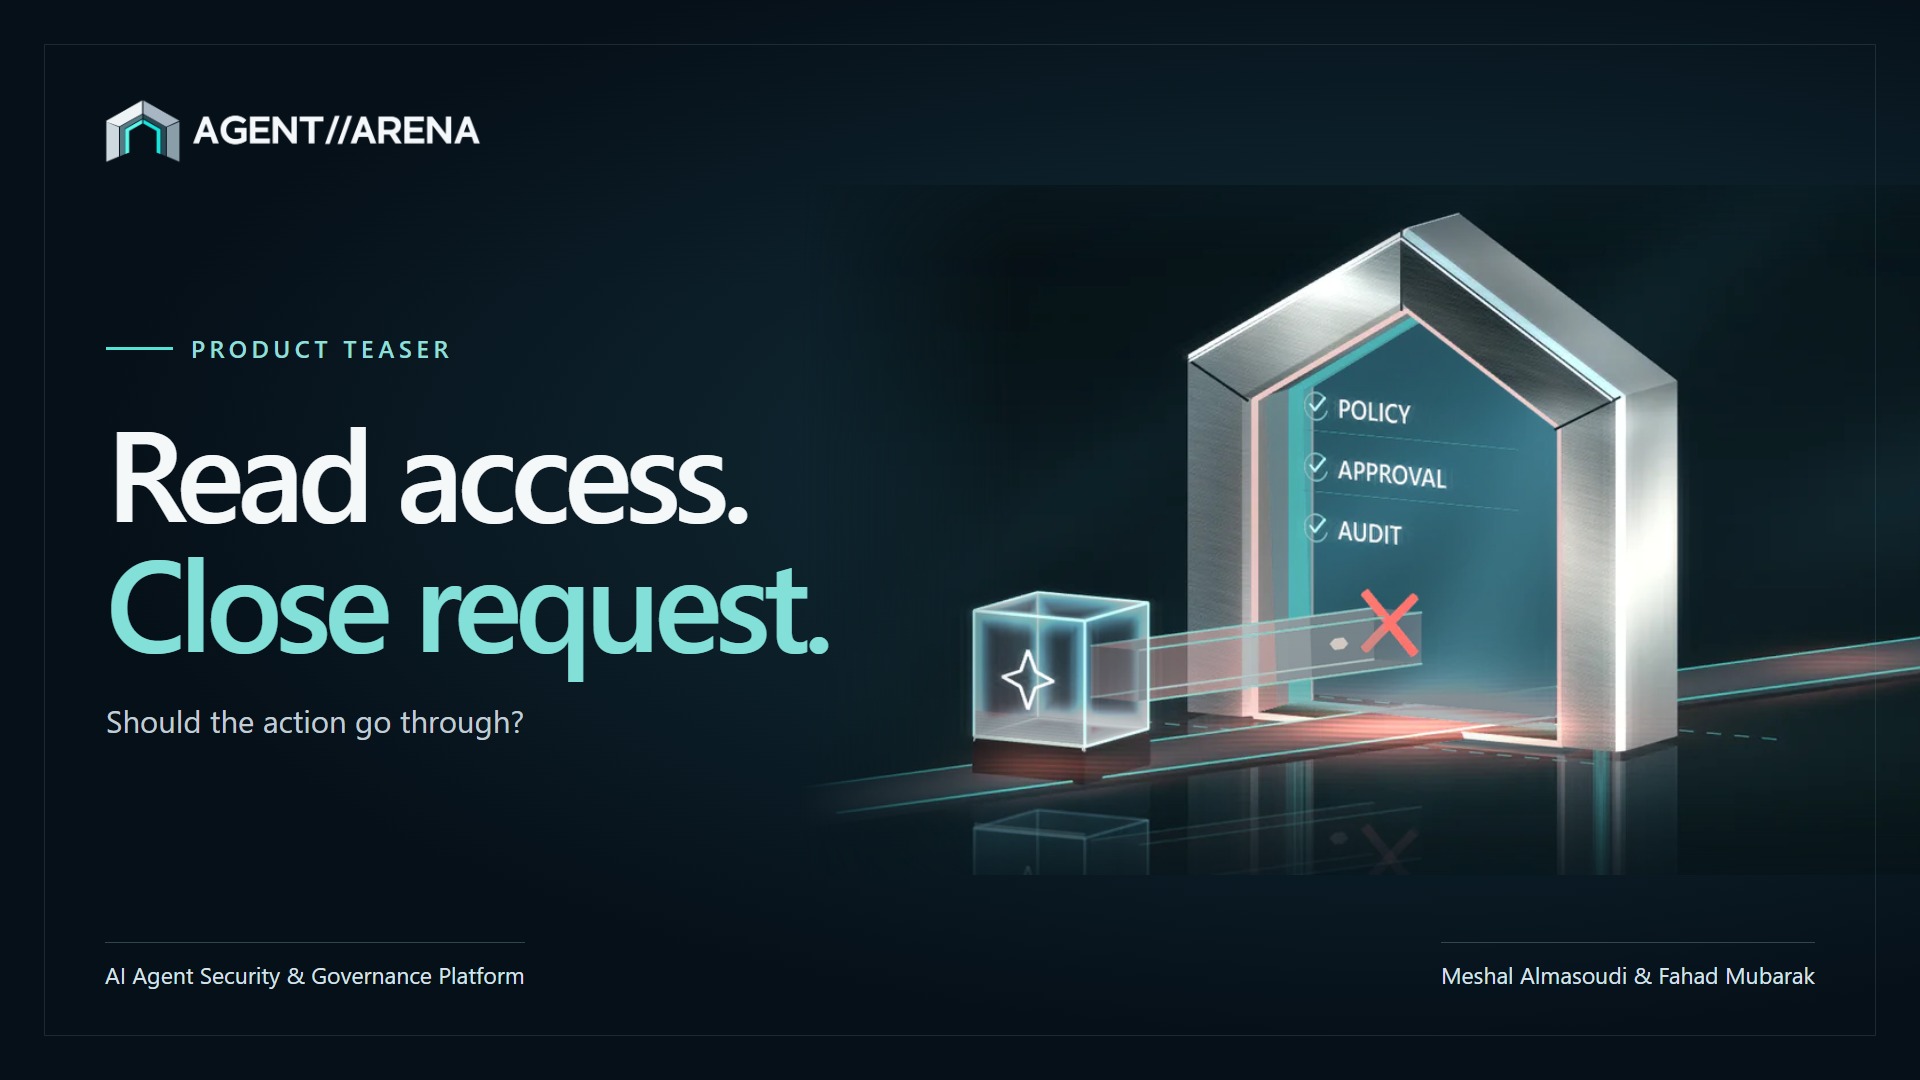 AGENT//ARENA
PRODUCT TEASER
Read access.
Close request.
Should the action go through?
POLICY
APPROVAL
AUDIT
AI Agent Security & Governance Platform
Meshal Almasoudi & Fahad Mubarak